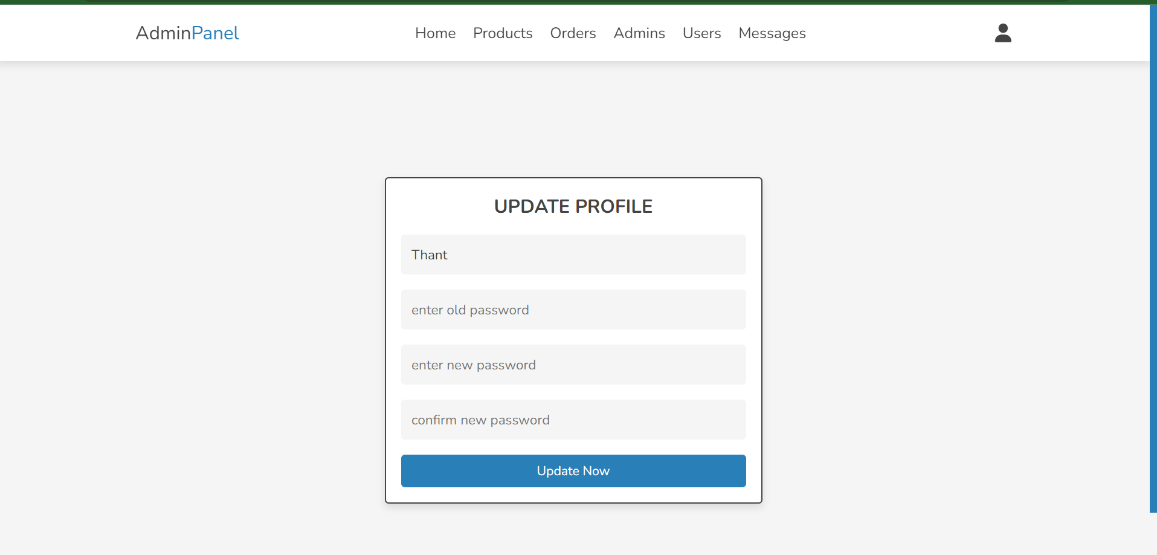 AdminPanel
Home Products Orders Admins Users Messages
UPDATE PROFILE
Thant
enter old password
enter new password
confirm new password
Update Now